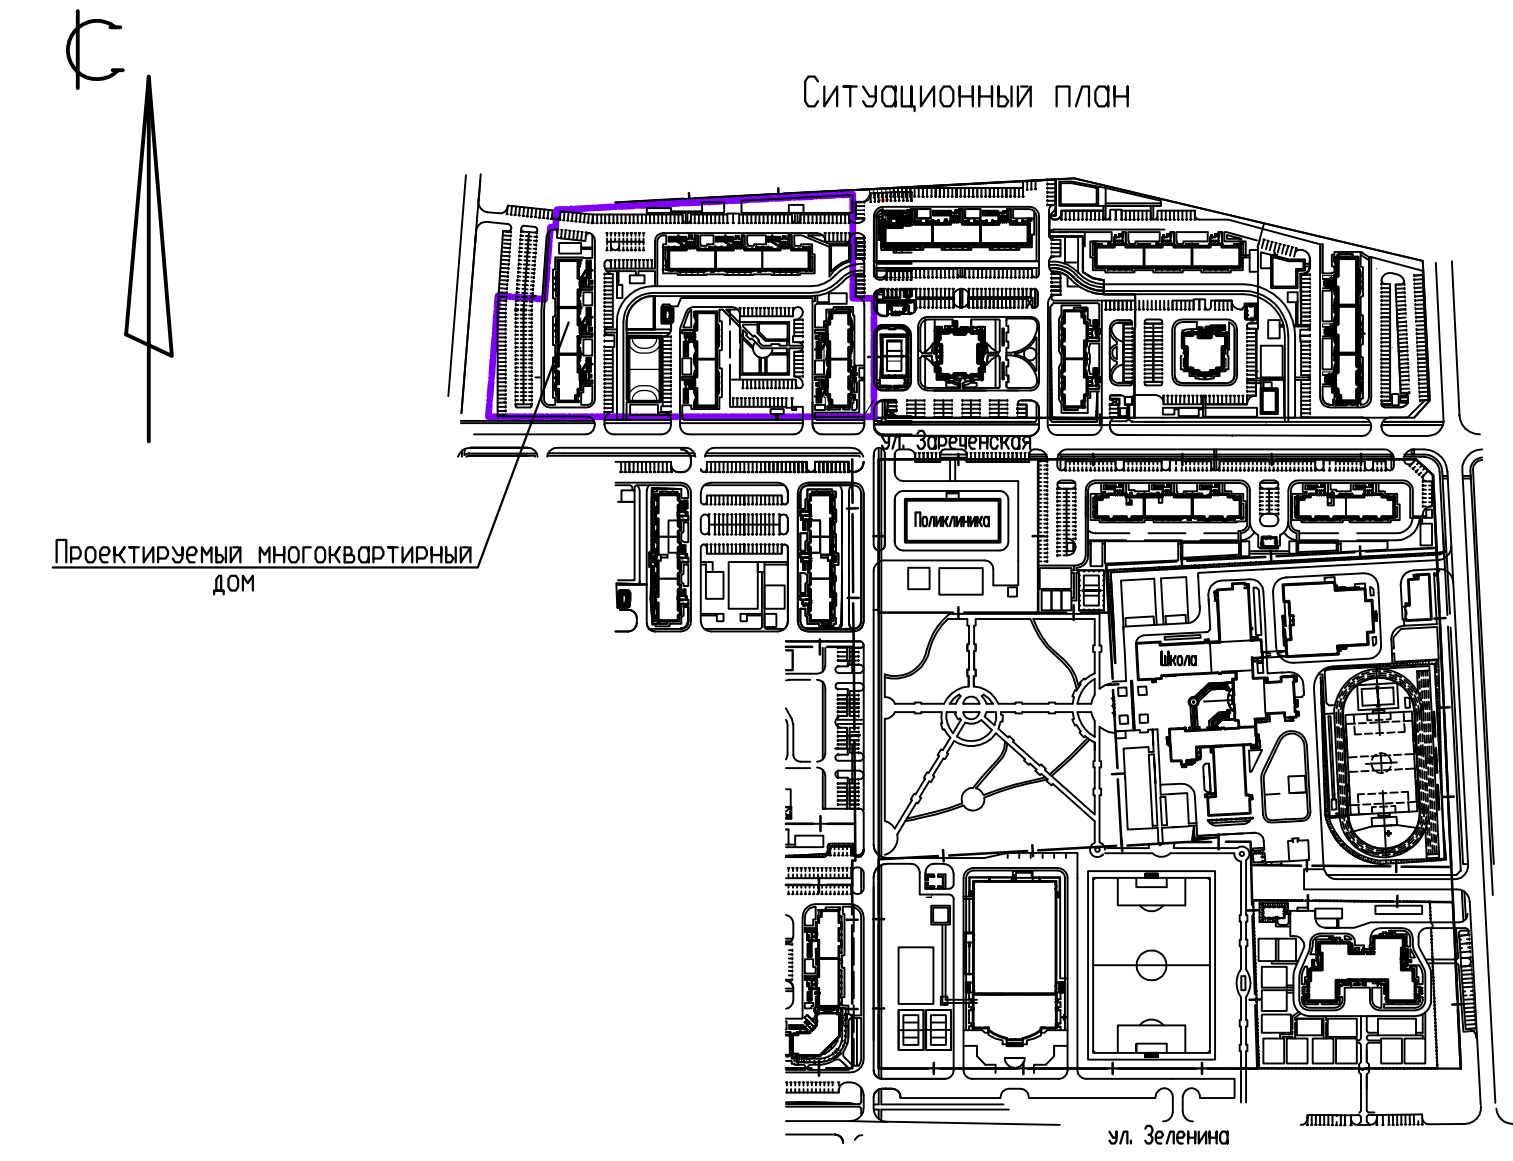 С
Ситуационный план
ул. Зареченская
Поликлиника
Проектируемый многоквартирный
дом
Школа
ул. Зеленина